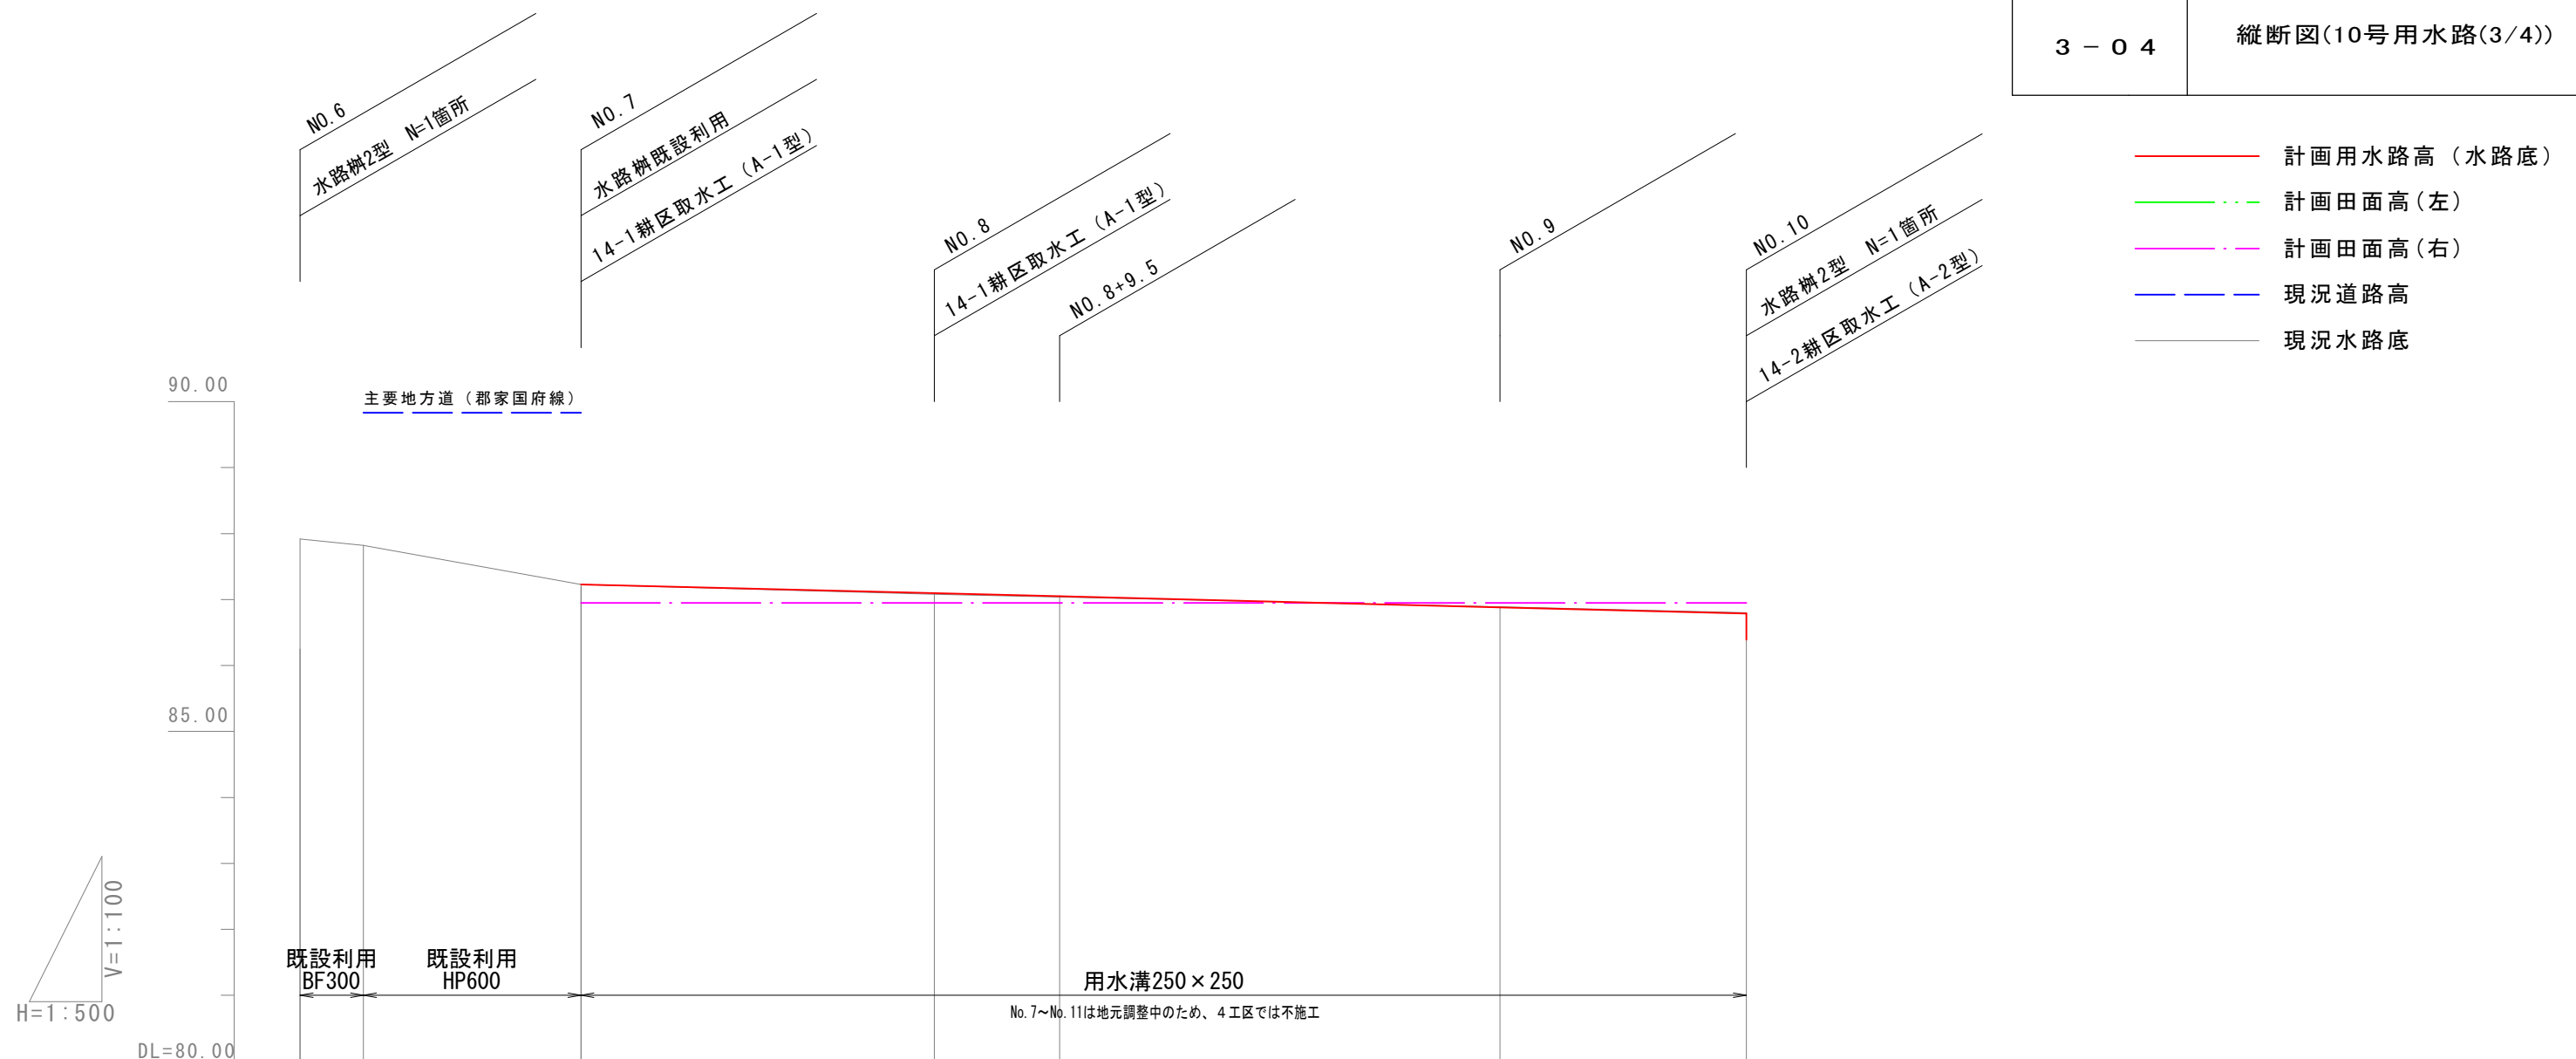 3－04
縦断図(10号用水路(3/4))
NO.6
水路桝2型　N=1箇所
NO.7
水路桝既設利用
14-1耕区取水工（A-1型）
NO.8
14-1耕区取水工（A-1型）
NO.8+9.5
NO.9
NO.10
水路桝2型　N=1箇所
14-2耕区取水工（A-2型）
計画用水路高（水路底）
計画田面高(左)
計画田面高(右)
現況道路高
現況水路底
90.00
主要地方道（郡家国府線）
85.00
V=1:100
H=1:500
既設利用
BF300
既設利用
HP600
用水溝250×250
No.7～No.11は地元調整中のため、４工区では不施工
DL=80.00